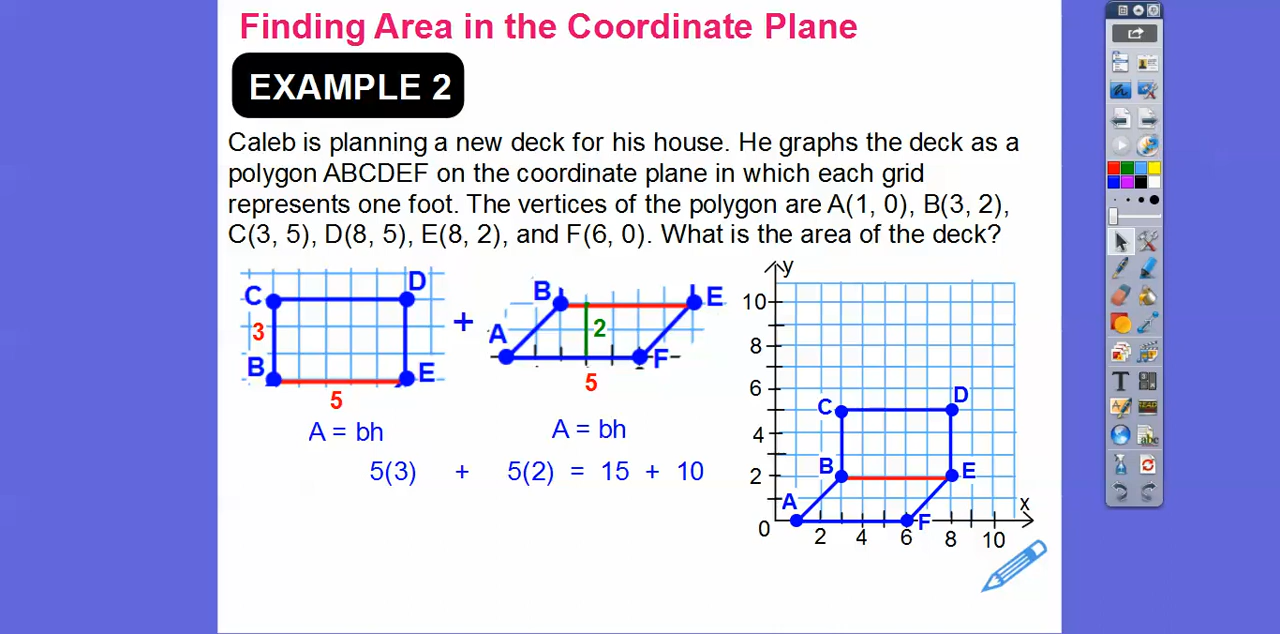 Finding Area in the Coordinate Plane
EXAMPLE 2
Caleb is planning a new deck for his house. He graphs the deck as a
polygon ABCDEF on the coordinate plane in which each grid
represents one foot. The vertices of the polygon are A(1, 0), B(3, 2),
C(3, 5), D(8, 5), E(8, 2), and F(6, 0). What is the area of the deck?
C D
3
B E
5
A = bh
+
B E
A 2 F
5
A = bh
5(3) + 5(2) = 15 + 10
y
10
8
6
4
2
0
C D
B E
A F
x
2 4 6 8 10
T
abc